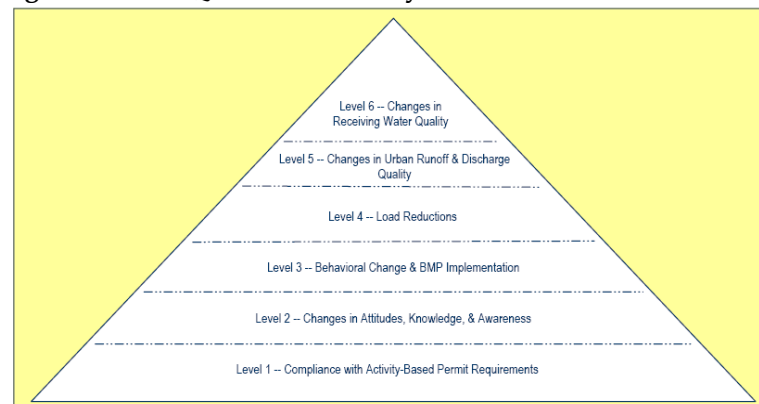 Level 6 -- Changes in
Receiving Water Quality
Level 5 -- Changes in Urban Runoff & Discharge
Quality
Level 4 -- Load Reductions
Level 3 -- Behavioral Change & BMP Implementation
Level 2 -- Changes in Attitudes, Knowledge, & Awareness
Level 1 -- Compliance with Activity-Based Permit Requirements